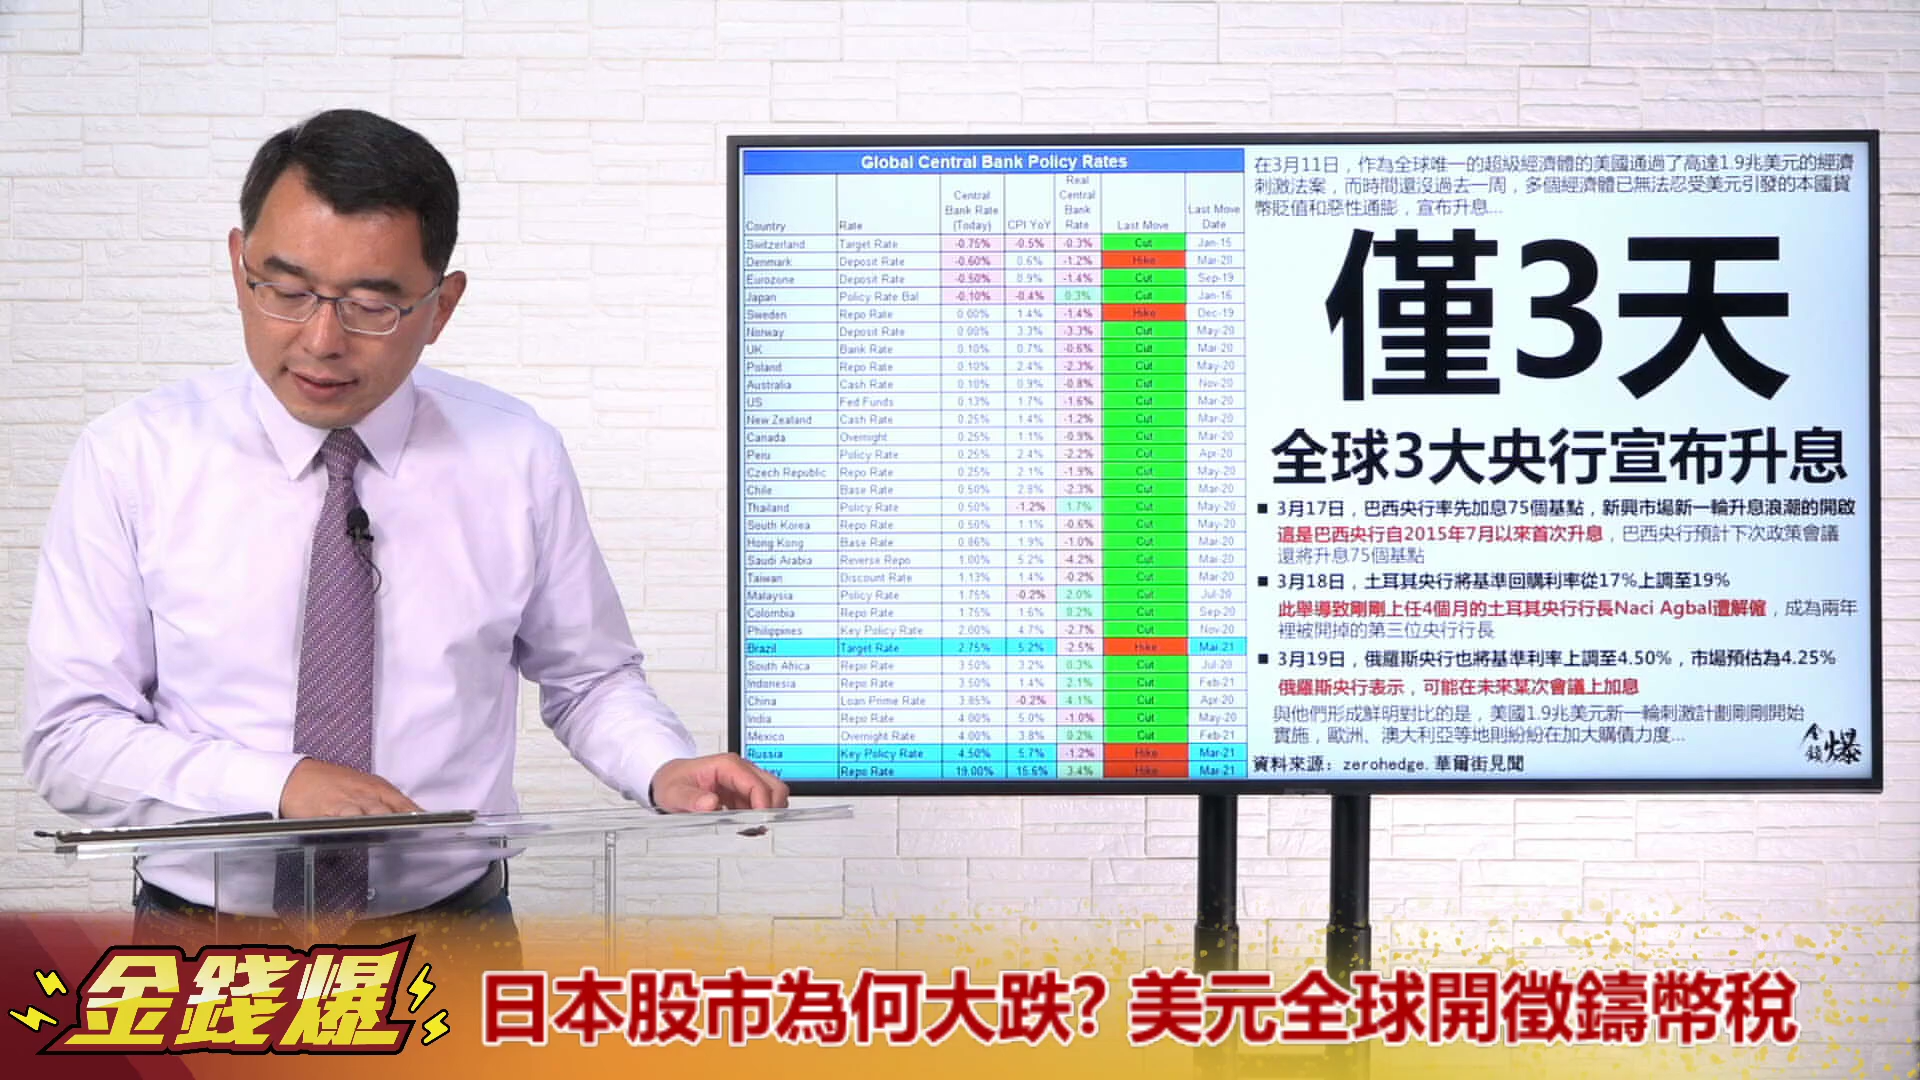 Global Central Bank Policy Rates
Country Rate Central Bank Rate (Today) CPI YoY Real Central Bank Rate Last Move Last Move Date
Switzerland Target Rate -0.75% -0.5% -0.3% Cut Jan-15
Denmark Deposit Rate -0.60% 0.6% -1.2% Hike Mar-20
Eurozone Deposit Rate -0.50% 0.9% -1.4% Cut Sep-19
Japan Policy Rate Bal -0.10% -0.4% 0.3% Cut Jan-16
Sweden Repo Rate 0.00% 1.4% -1.4% Hike Dec-19
Norway Deposit Rate 0.00% 3.3% -3.3% Cut May-20
UK Bank Rate 0.10% 0.7% -0.6% Cut Mar-20
Poland Repo Rate 0.10% 2.4% -2.3% Cut May-20
Australia Cash Rate 0.10% 0.9% -0.8% Cut Nov-20
US Fed Funds 0.13% 1.7% -1.6% Cut Mar-20
New Zealand Cash Rate 0.25% 1.4% -1.2% Cut Mar-20
Canada Overnight 0.25% 1.1% -0.9% Cut Mar-20
Peru Policy Rate 0.25% 2.4% -2.2% Cut Apr-20
Czech Republic Repo Rate 0.25% 2.1% -1.9% Cut May-20
Chile Base Rate 0.50% 2.8% -2.3% Cut Mar-20
Thailand Policy Rate 0.50% -1.2% 1.7% Cut May-20
South Korea Repo Rate 0.50% 1.1% -0.6% Cut May-20
Hong Kong Base Rate 0.86% 1.9% -1.0% Cut Mar-20
Saudi Arabia Reverse Repo 1.00% 5.2% -4.2% Cut Mar-20
Taiwan Discount Rate 1.13% 1.4% -0.2% Cut Mar-20
Malaysia Policy Rate 1.75% -0.2% 2.0% Cut Jul-20
Colombia Repo Rate 1.75% 1.6% 0.2% Cut Sep-20
Philippines Key Policy Rate 2.00% 4.7% -2.7% Cut Nov-20
Brazil Target Rate 2.75% 5.2% -2.5% Hike Mar-21
South Africa Repo Rate 3.50% 3.2% 0.3% Cut Jul-20
Indonesia Repo Rate 3.50% 1.4% 2.1% Cut Feb-21
China Loan Prime Rate 3.85% -0.2% 4.1% Cut Apr-20
India Repo Rate 4.00% 5.0% -1.0% Cut May-20
Mexico Overnight Rate 4.00% 3.8% 0.2% Cut Feb-21
Russia Key Policy Rate 4.50% 5.7% -1.2% Hike Mar-21
Repo Rate 19.00% 15.6% 3.4% Hike Mar-21
在3月11日，作為全球唯一的超級經濟體的美國通過了高達1.9兆美元的經濟
刺激法案，而時間還沒過去一周，多個經濟體已無法忍受美元引發的本國貨
幣貶值和惡性通膨，宣布升息...
僅3天
全球3大央行宣布升息
■ 3月17日，巴西央行率先加息75個基點，新興市場新一輪升息浪潮的開啟
這是巴西央行自2015年7月以來首次升息，巴西央行預計下次政策會議
還將升息75個基點
■ 3月18日，土耳其央行將基準回購利率從17%上調至19%
此舉導致剛剛上任4個月的土耳其央行行長Naci Agbal遭解僱，成為兩年
裡被開掉的第三位央行行長
■ 3月19日，俄羅斯央行也將基準利率上調至4.50%，市場預估為4.25%
俄羅斯央行表示，可能在未來某次會議上加息
與他們形成鮮明對比的是，美國1.9兆美元新一輪刺激計劃剛剛開始
實施，歐洲、澳大利亞等地則紛紛在加大購債力度...
資料來源：zerohedge.華爾街見聞
金錢爆
金錢爆
日本股市為何大跌? 美元全球開徵鑄幣稅